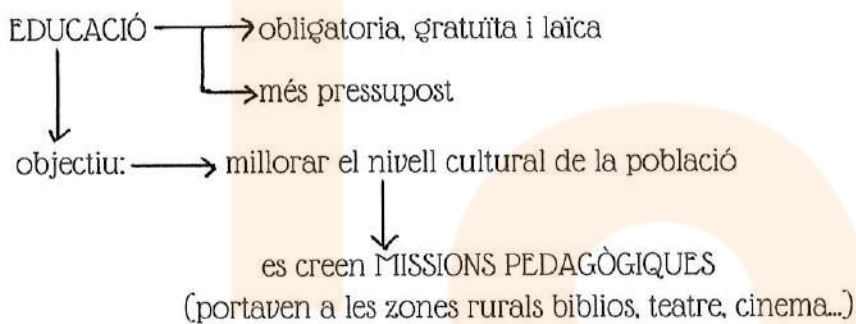 EDUCACIÓ obligatoria, gratuïta i laïca
més pressupost
objectiu: millorar el nivell cultural de la població
es creen MISSIONS PEDAGÒGIQUES
(portaven a les zones rurals biblios, teatre, cinema...)